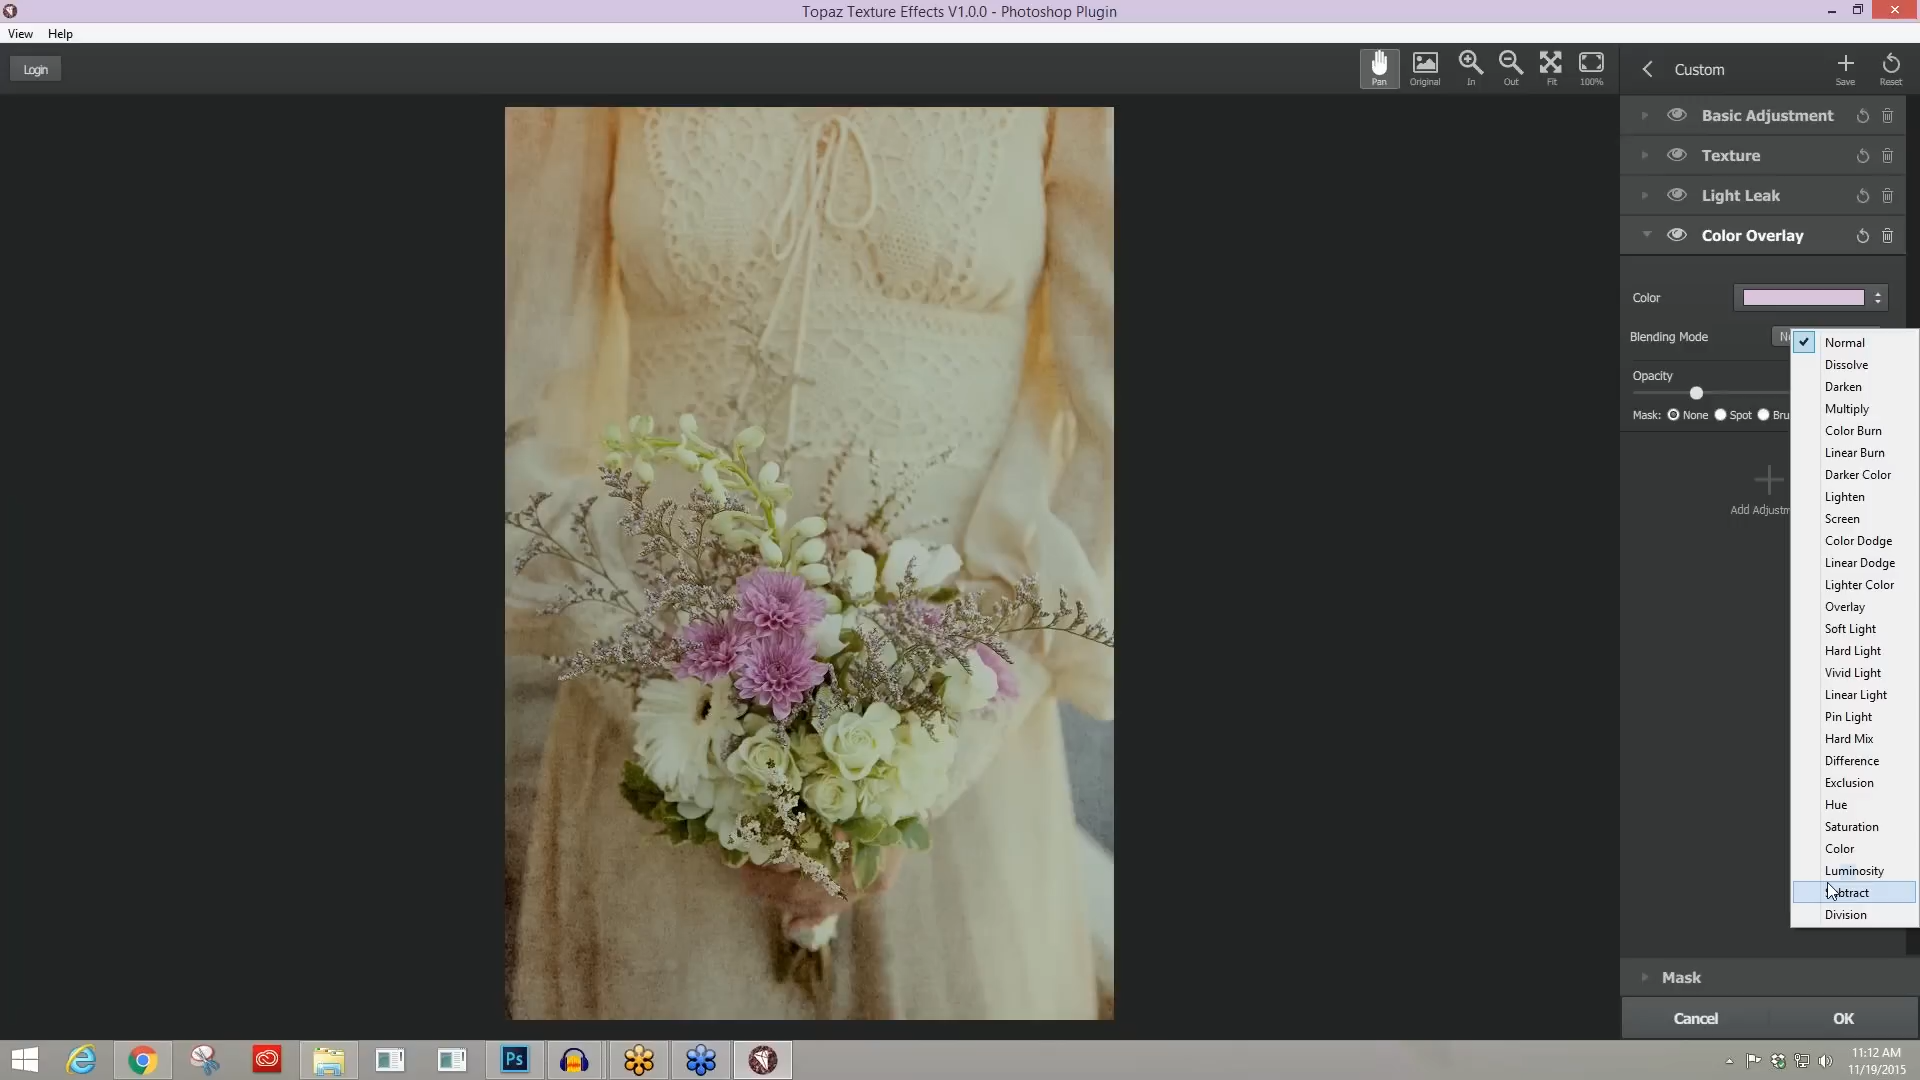 Topaz Texture Effects V1.0.0 - Photoshop Plugin
View Help
Login
Pan
Original
In
Out
Fit
100%
Custom
Save
Reset
Basic Adjustment
Texture
Light Leak
Color Overlay
Color
Blending Mode
Opacity
Mask: None Spot
Normal
Dissolve
Darken
Multiply
Color Burn
Linear Burn
Darker Color
Lighten
Screen
Color Dodge
Linear Dodge
Lighter Color
Overlay
Soft Light
Hard Light
Vivid Light
Linear Light
Pin Light
Hard Mix
Difference
Exclusion
Hue
Saturation
Color
Luminosity
Division
Add
Mask
Cancel
OK
Ps
11:12 AM
11/19/2015